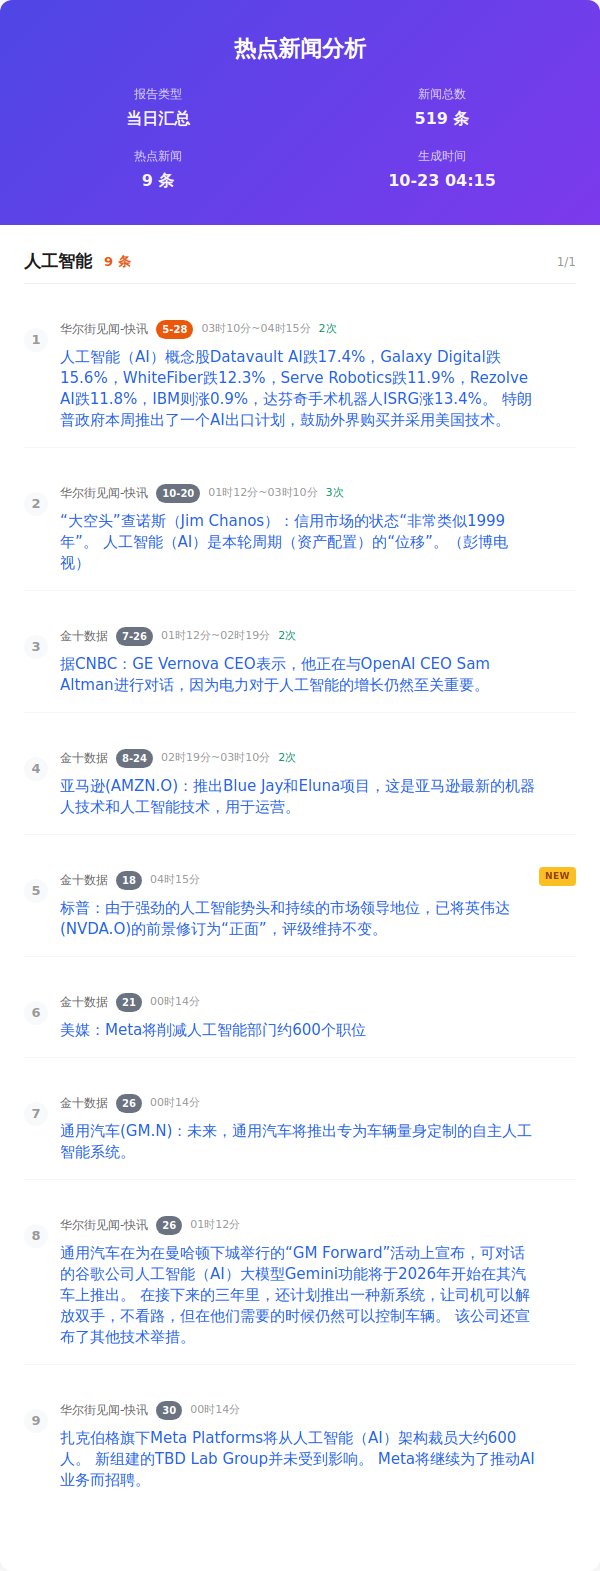 热点新闻分析
报告类型
新闻总数
当日汇总
519 条
热点新闻
生成时间
9 条
10-23 04:15
人工智能 9 条 1/1
1 华尔街见闻-快讯 5-28 03时10分~04时15分 2次
人工智能（AI）概念股Datavault AI跌17.4%，Galaxy Digital跌
15.6%，WhiteFiber跌12.3%，Serve Robotics跌11.9%，Rezolve
AI跌11.8%，IBM则涨0.9%，达芬奇手术机器人ISRG涨13.4%。 特朗
普政府本周推出了一个AI出口计划，鼓励外国购买并采用美国技术。
2 华尔街见闻-快讯 10-20 01时12分~03时10分 3次
“大空头”查诺斯（Jim Chanos）：信用市场的状态“非常类似1999
年”。 人工智能（AI）是本轮周期（资产配置）的“位移”。（彭博电
视）
3 金十数据 7-26 01时12分~02时19分 2次
据CNBC：GE Vernova CEO表示，他正在与OpenAI CEO Sam
Altman进行对话，因为电力对于人工智能的增长仍然至关重要。
4 金十数据 8-24 02时19分~03时10分 2次
亚马逊(AMZN.O)：推出Blue Jay和Eluna项目，这是亚马逊最新的机器
人技术和人工智能技术，用于运营。
5 金十数据 18 04时15分 NEW
标普：由于强劲的人工智能势头和持续的市场领导地位，已将英伟达
(NVDA.O)的前景修订为“正面”，评级维持不变。
6 金十数据 21 00时14分
美媒：Meta将削减人工智能部门约600个职位
7 金十数据 26 00时14分
通用汽车(GM.N)：未来，通用汽车将推出专为车辆量身定制的自主人工
智能系统。
8 华尔街见闻-快讯 26 01时12分
通用汽车在为在曼哈顿下城举行的“GM Forward”活动上宣布，可对话
的谷歌公司人工智能（AI）大模型Gemini功能将于2026年开始在其汽
车上推出。 在接下来的三年里，还计划推出一种新系统，让司机可以解
放双手，不看路，但在他们需要的时候仍然可以控制车辆。 该公司还宣
布了其他技术举措。
9 华尔街见闻-快讯 30 00时14分
扎克伯格旗下Meta Platforms将从人工智能（AI）架构裁员大约600
人。 新组建的TBD Lab Group并未受到影响。 Meta将继续为了推动AI
业务而招聘。